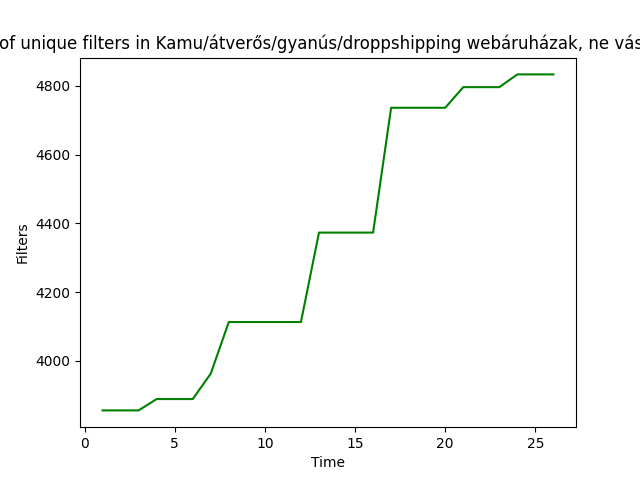 of unique filters in Kamu/átverős/gyanús/droppshipping webáruházak, ne vás
4800
4600
4400
4200
4000
Filters
0 5 10 15 20 25
Time